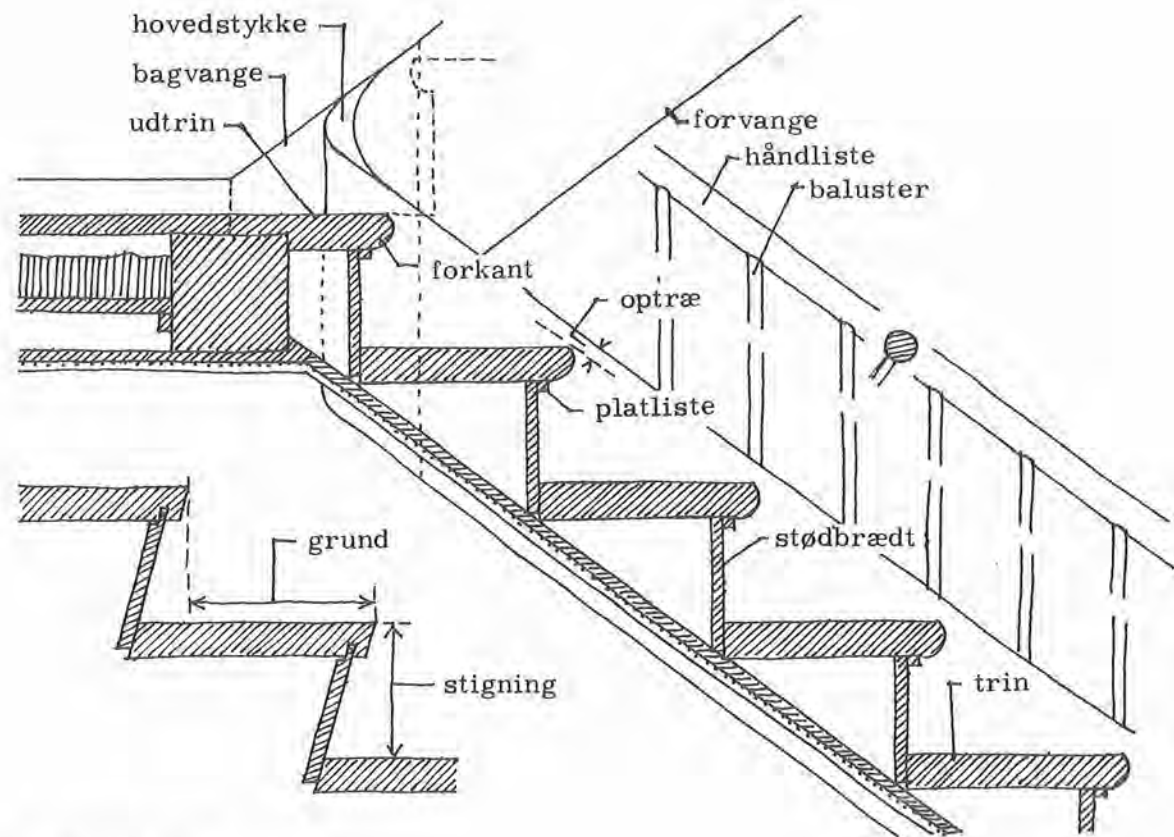 hovedstykke
bagvange
udtrin
forvange
håndliste
baluster
forkant
optræ
platliste
grund
stødbrædt
stigning
trin